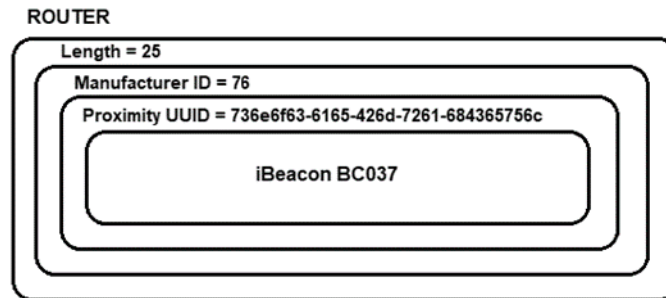 ROUTER
Length = 25
Manufacturer ID = 76
Proximity UUID = 736e6f63-6165-426d-7261-684365756c
iBeacon BC037